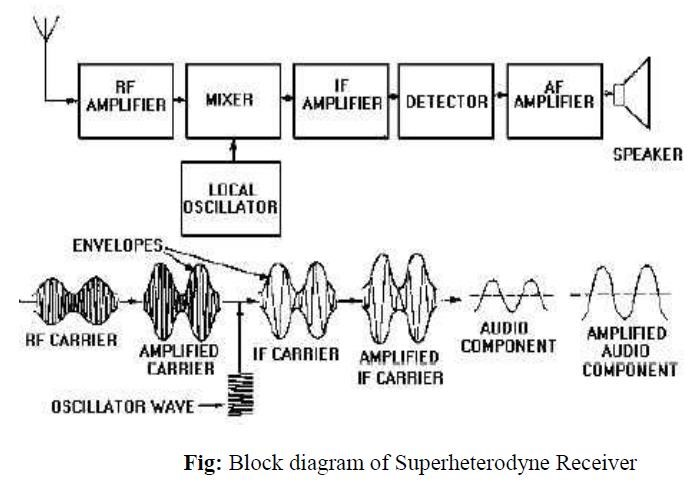 RF
AMPLIFIER
MIXER
IF
AMPLIFIER
DETECTOR
AF
AMPLIFIER
SPEAKER
LOCAL
OSCILLATOR
ENVELOPES
RF CARRIER
AMPLIFIED
CARRIER
IF CARRIER
AMPLIFIED
IF CARRIER
AUDIO
COMPONENT
AMPLIFIED
AUDIO
COMPONENT
OSCILLATOR WAVE
Fig: Block diagram of Superheterodyne Receiver